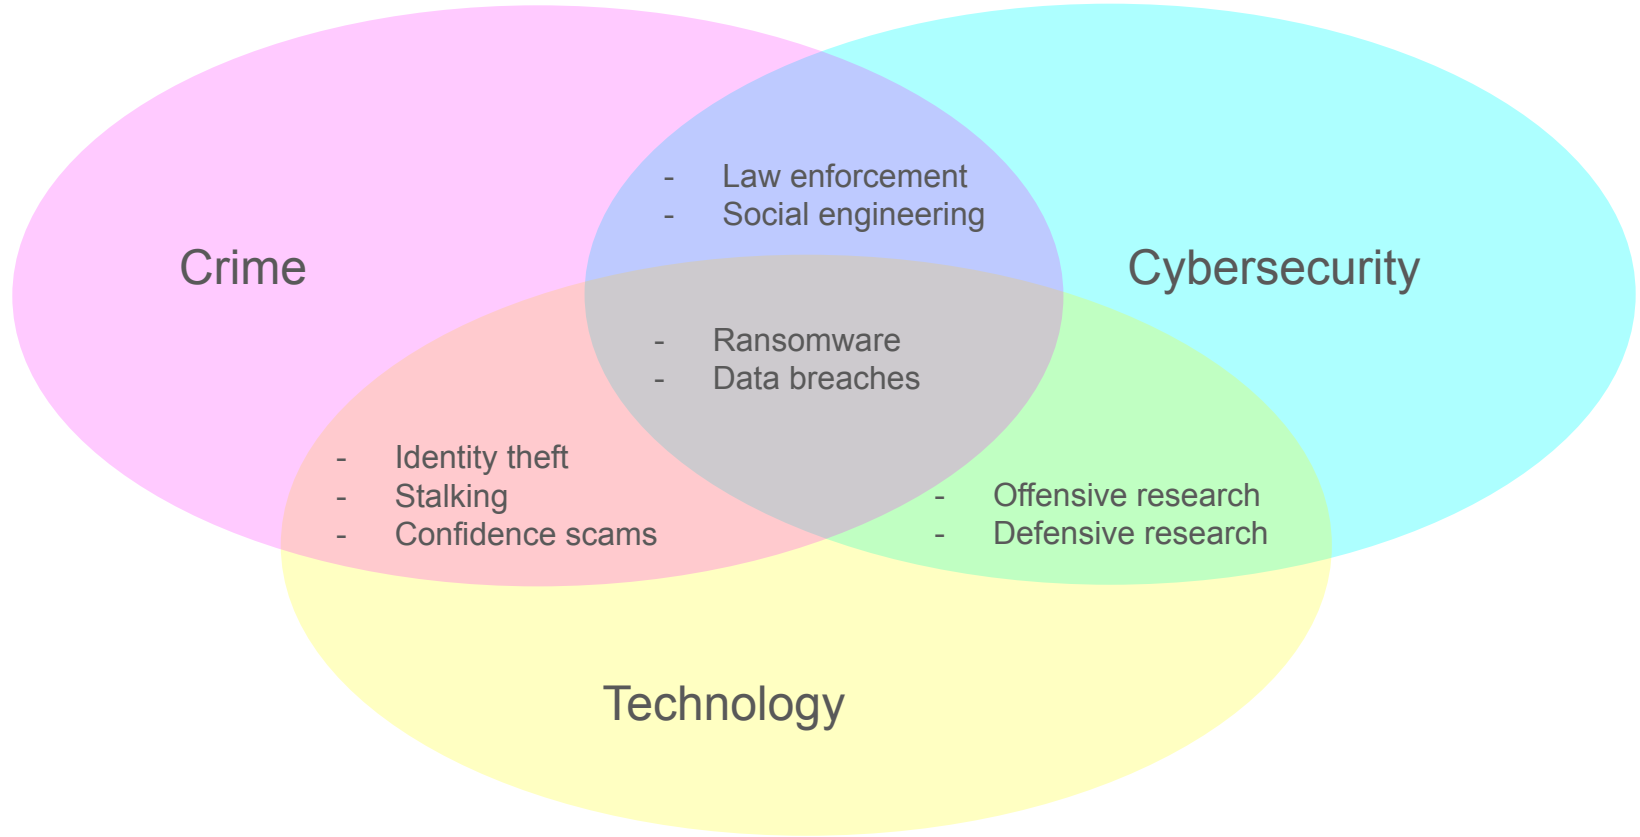 - Law enforcement
- Social engineering
Crime
Cybersecurity
- Ransomware
- Data breaches
- Identity theft
- Stalking
- Confidence scams
- Offensive research
- Defensive research
Technology